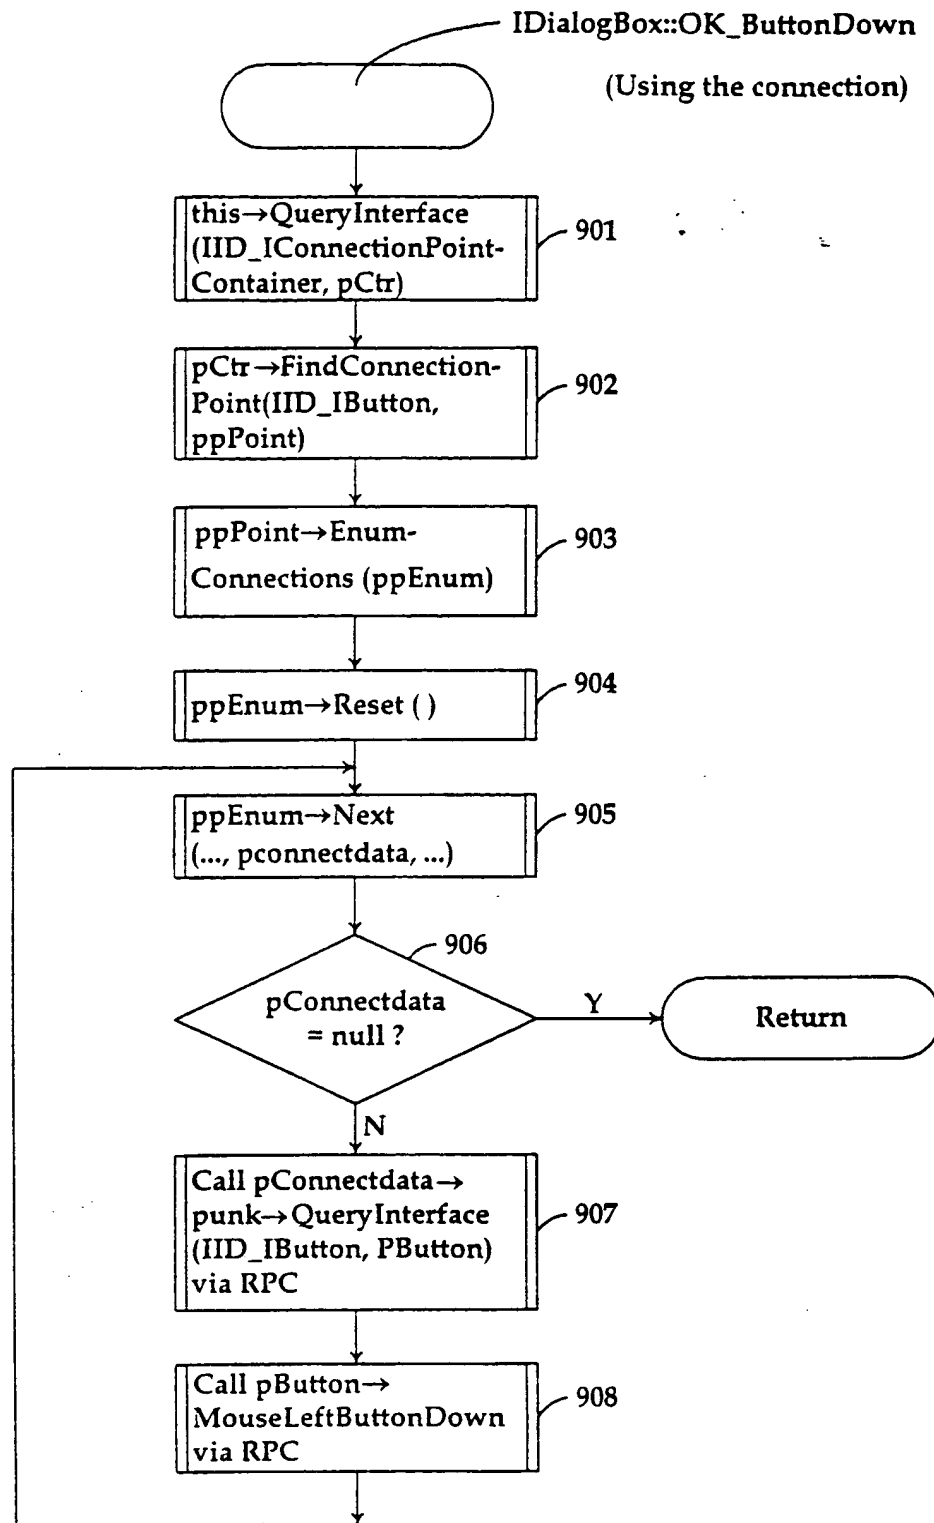 IDialogBox::OK_ButtonDown
(Using the connection)
this→QueryInterface
(IID_IConnectionPoint-
Container, pCtr)
901
pCtr→FindConnection-
Point(IID_IButton,
ppPoint)
902
ppPoint→Enum-
Connections (ppEnum)
903
ppEnum→Reset ( )
904
ppEnum→Next
(..., pconnectdata, ...)
905
906
pConnectdata
= null ?
Y
Return
N
Call pConnectdata→
punk→QueryInterface
(IID_IButton, PButton)
via RPC
907
Call pButton→
MouseLeftButtonDown
via RPC
908